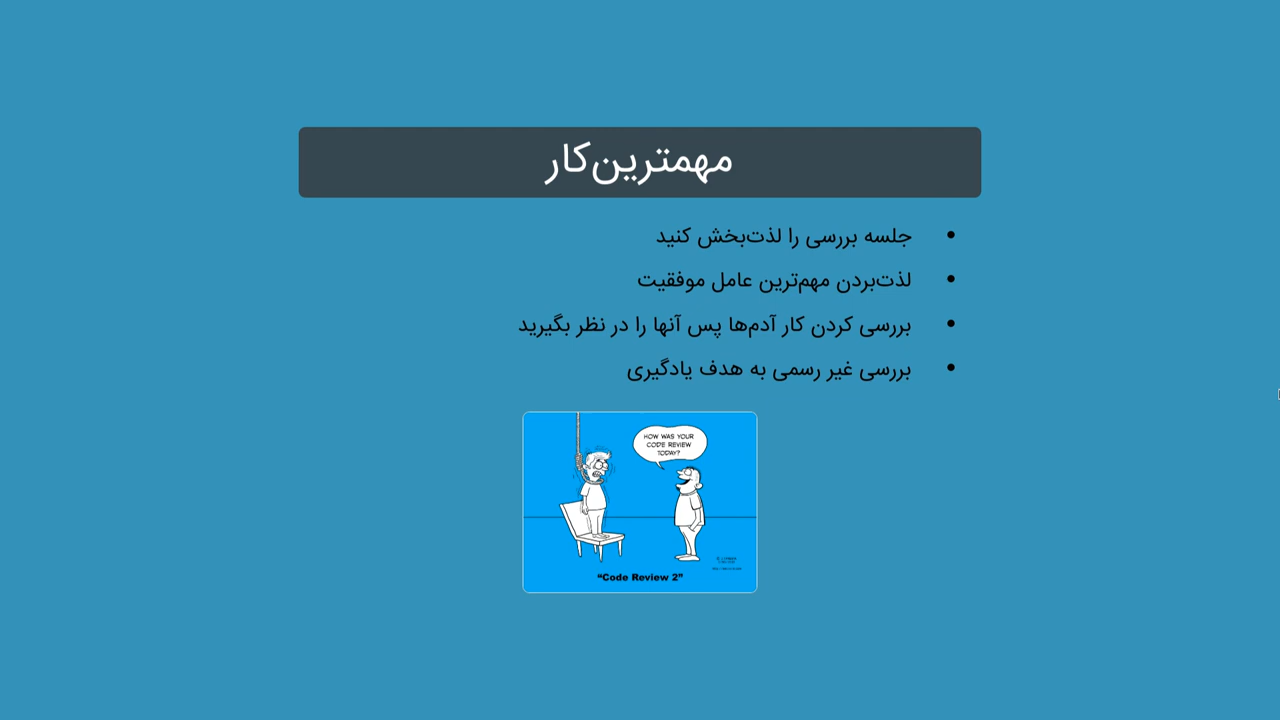 مهمترین‌کار
جلسه بررسی را لذت‌بخش کنید
لذت‌بردن مهم‌ترین عامل موفقیت
بررسی کردن کار آدم‌ها پس آنها را در نظر بگیرید
بررسی غیر رسمی به هدف یادگیری
HOW WAS YOUR
CODE REVIEW
TODAY?
“Code Review 2”